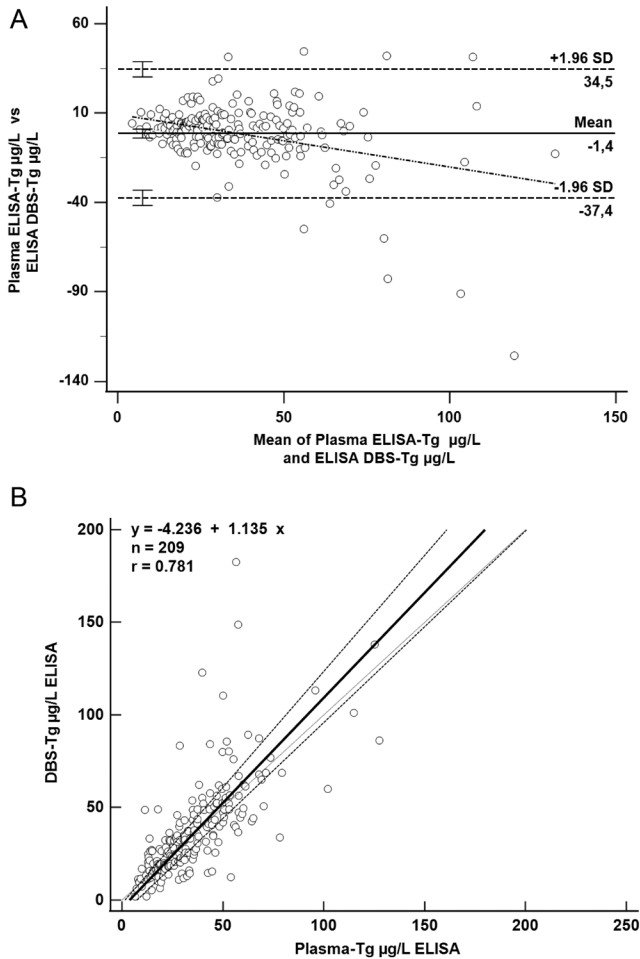 A
Plasma ELISA-Tg µg/L vs
ELISA DBS-Tg µg/L
60
10
-40
-90
-140
+1.96 SD
34,5
Mean
-1,4
-1.96 SD
-37,4
0
50
100
150
Mean of Plasma ELISA-Tg µg/L
and ELISA DBS-Tg µg/L
B
DBS-Tg µg/L ELISA
200
150
100
50
0
y = -4.236 + 1.135 x
n = 209
r = 0.781
0
50
100
150
200
250
Plasma-Tg µg/L ELISA